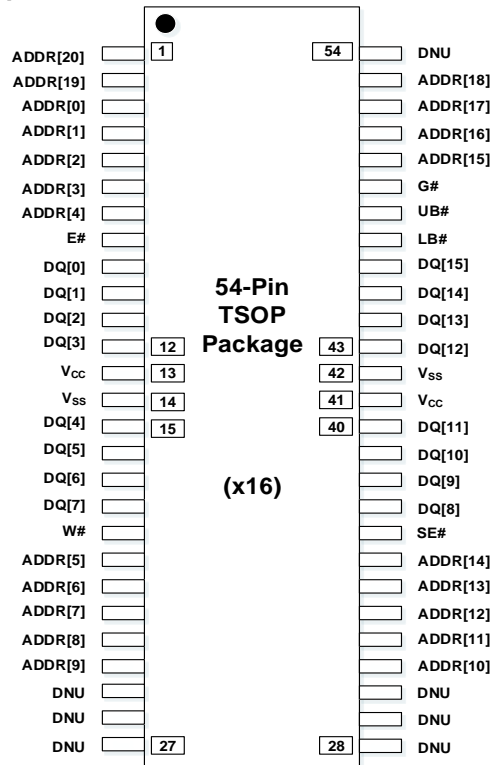 ADDR[20] 1 54 DNU
ADDR[19] ADDR[18]
ADDR[0] ADDR[17]
ADDR[1] ADDR[16]
ADDR[2] ADDR[15]
ADDR[3] G#
ADDR[4] UB#
E# LB#
DQ[0] DQ[15]
DQ[1] 54-Pin DQ[14]
DQ[2] TSOP DQ[13]
DQ[3] 12 Package 43 DQ[12]
VCC 13 42 VSS
VSS 14 41 VCC
DQ[4] 15 40 DQ[11]
DQ[5] DQ[10]
DQ[6] (x16) DQ[9]
DQ[7] DQ[8]
W# SE#
ADDR[5] ADDR[14]
ADDR[6] ADDR[13]
ADDR[7] ADDR[12]
ADDR[8] ADDR[11]
ADDR[9] ADDR[10]
DNU DNU
DNU DNU
DNU 27 28 DNU